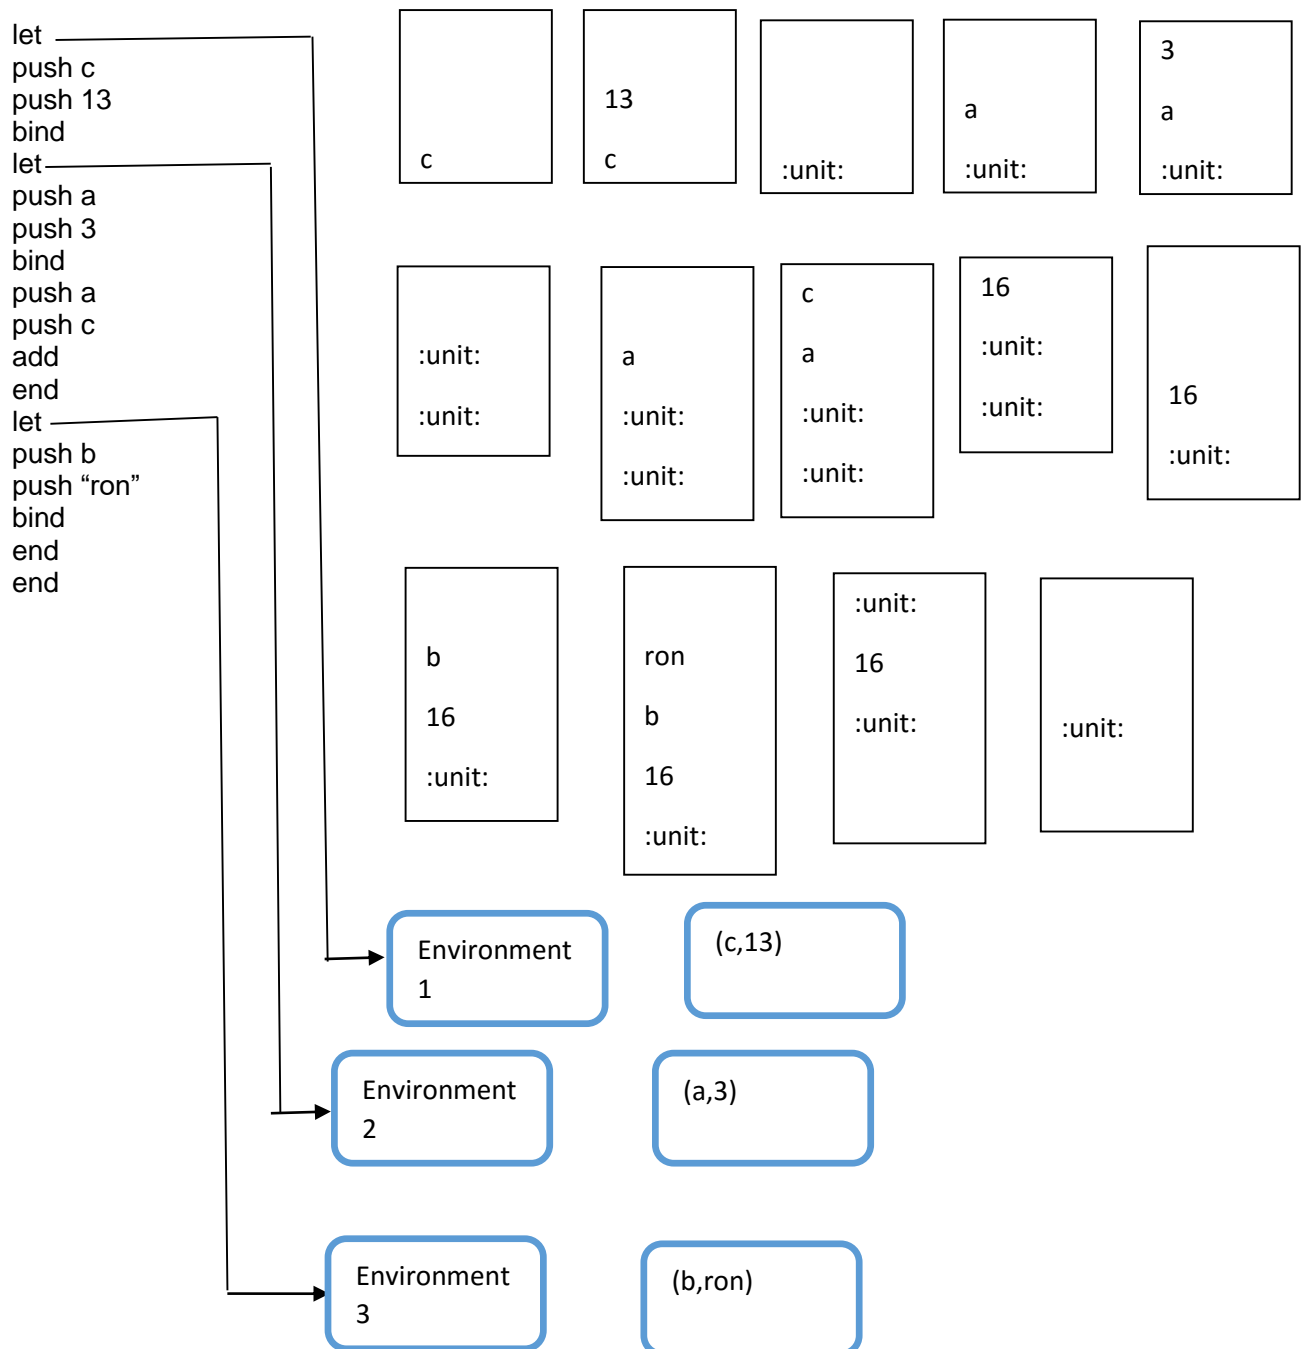 let
push c
push 13
bind
let
push a
push 3
bind
push a
push c
add
end
let
push b
push “ron”
bind
end
end
c
13
c
:unit:
a
:unit:
3
a
:unit:
:unit:
:unit:
a
:unit:
:unit:
c
a
:unit:
:unit:
16
:unit:
:unit:
16
:unit:
b
16
:unit:
ron
b
16
:unit:
:unit:
16
:unit:
:unit:
Environment
1
(c,13)
Environment
2
(a,3)
Environment
3
(b,ron)